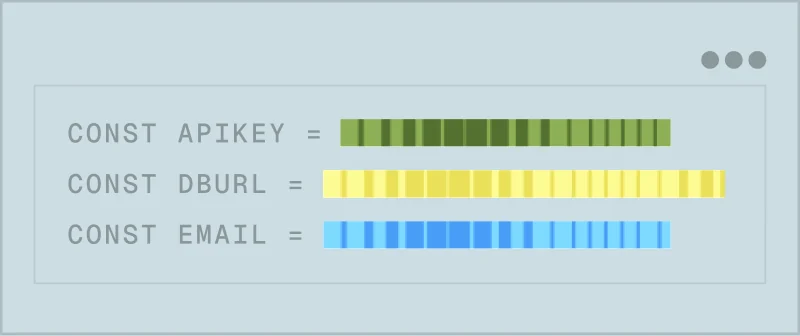 CONST APIKEY =
CONST DBURL =
CONST EMAIL =